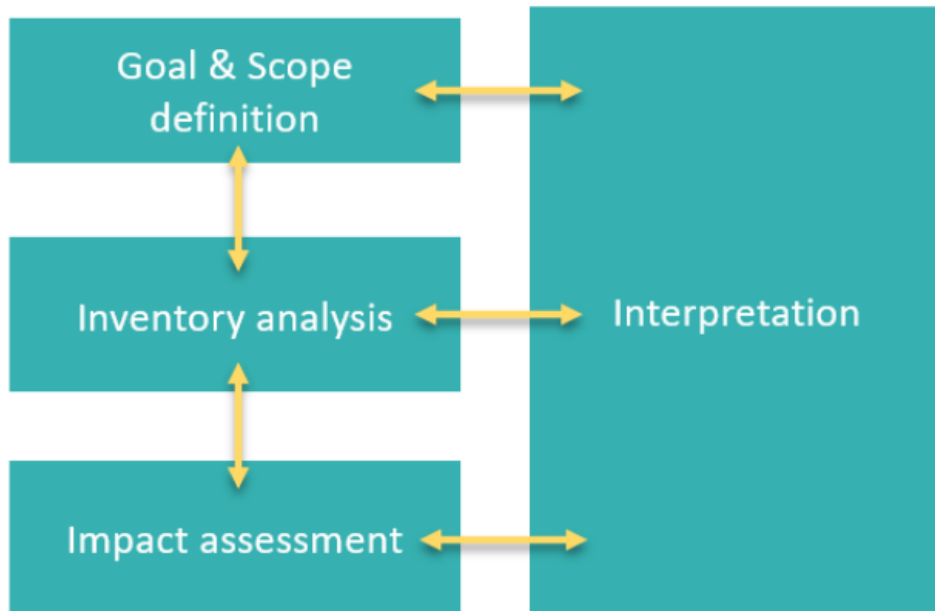 Goal & Scope
definition
Inventory analysis
Interpretation
Impact assessment